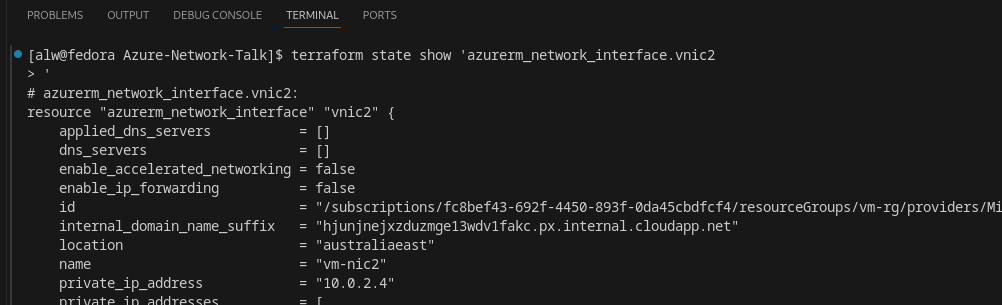 PROBLEMS OUTPUT DEBUG CONSOLE TERMINAL PORTS
[alw@fedora Azure-Network-Talk]$ terraform state show 'azurerm_network_interface.vnic2
> '
# azurerm_network_interface.vnic2:
resource "azurerm_network_interface" "vnic2" {
    applied_dns_servers           = []
    dns_servers                   = []
    enable_accelerated_networking = false
    enable_ip_forwarding          = false
    id                            = "/subscriptions/fc8bef43-692f-4450-893f-0da45cbdfcf4/resourceGroups/vm-rg/providers/Mi
    internal_domain_name_suffix   = "hjunjnejxzduzmge13wdv1fakc.px.internal.cloudapp.net"
    location                      = "australiaeast"
    name                          = "vm-nic2"
    private_ip_address            = "10.0.2.4"
    private_ip_addresses          = [